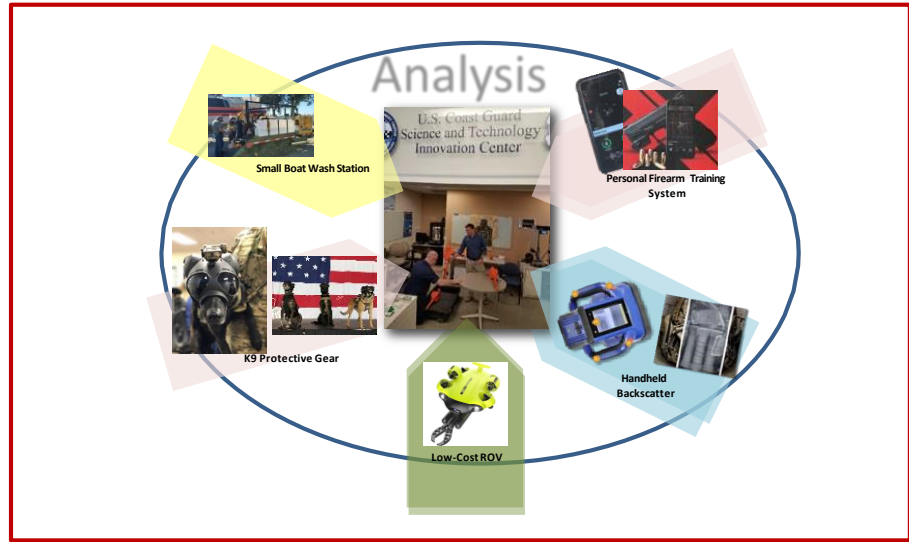 Analysis
U.S. Coast Guard
Science and Technology
Innovation Center
Small Boat Wash Station
Personal Firearm Training
System
K9 Protective Gear
Handheld
Backscatter
Low-Cost ROV